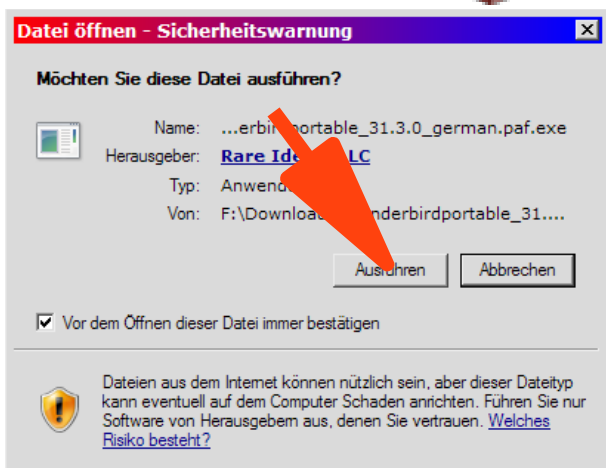 Datei öffnen - Sicherheitswarnung
Möchten Sie diese Datei ausführen?
Name: ...erbi portable_31.3.0_german.paf.exe
Herausgeber: Rare Ide LC
Typ: Anwend
Von: F:\Downloa nderbirdportable_31....
Ausführen Abbrechen
Vor dem Öffnen dieser Datei immer bestätigen
Dateien aus dem Internet können nützlich sein, aber dieser Dateityp
kann eventuell auf dem Computer Schaden anrichten. Führen Sie nur
Software von Herausgebern aus, denen Sie vertrauen. Welches
Risiko besteht?